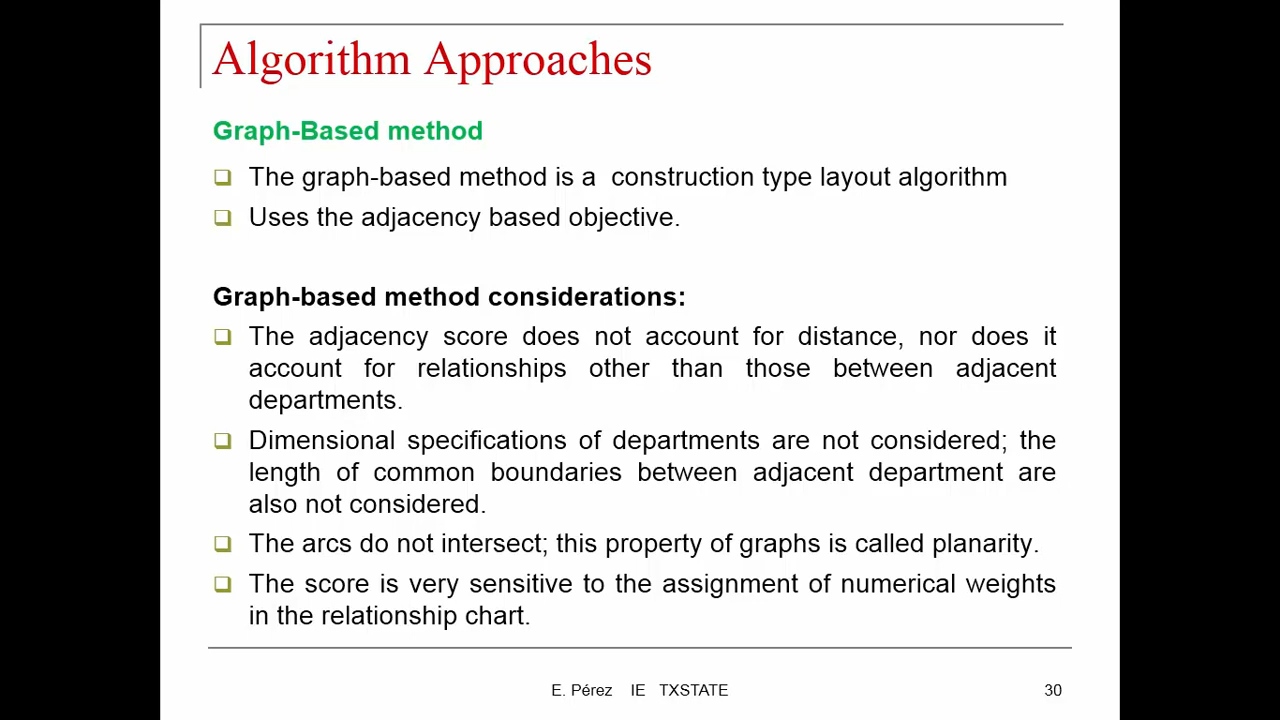 Algorithm Approaches
Graph-Based method
The graph-based method is a construction type layout algorithm
Uses the adjacency based objective.
Graph-based method considerations:
The adjacency score does not account for distance, nor does it
account for relationships other than those between adjacent
departments.
Dimensional specifications of departments are not considered; the
length of common boundaries between adjacent department are
also not considered.
The arcs do not intersect; this property of graphs is called planarity.
The score is very sensitive to the assignment of numerical weights
in the relationship chart.
E. Pérez IE TXSTATE 30